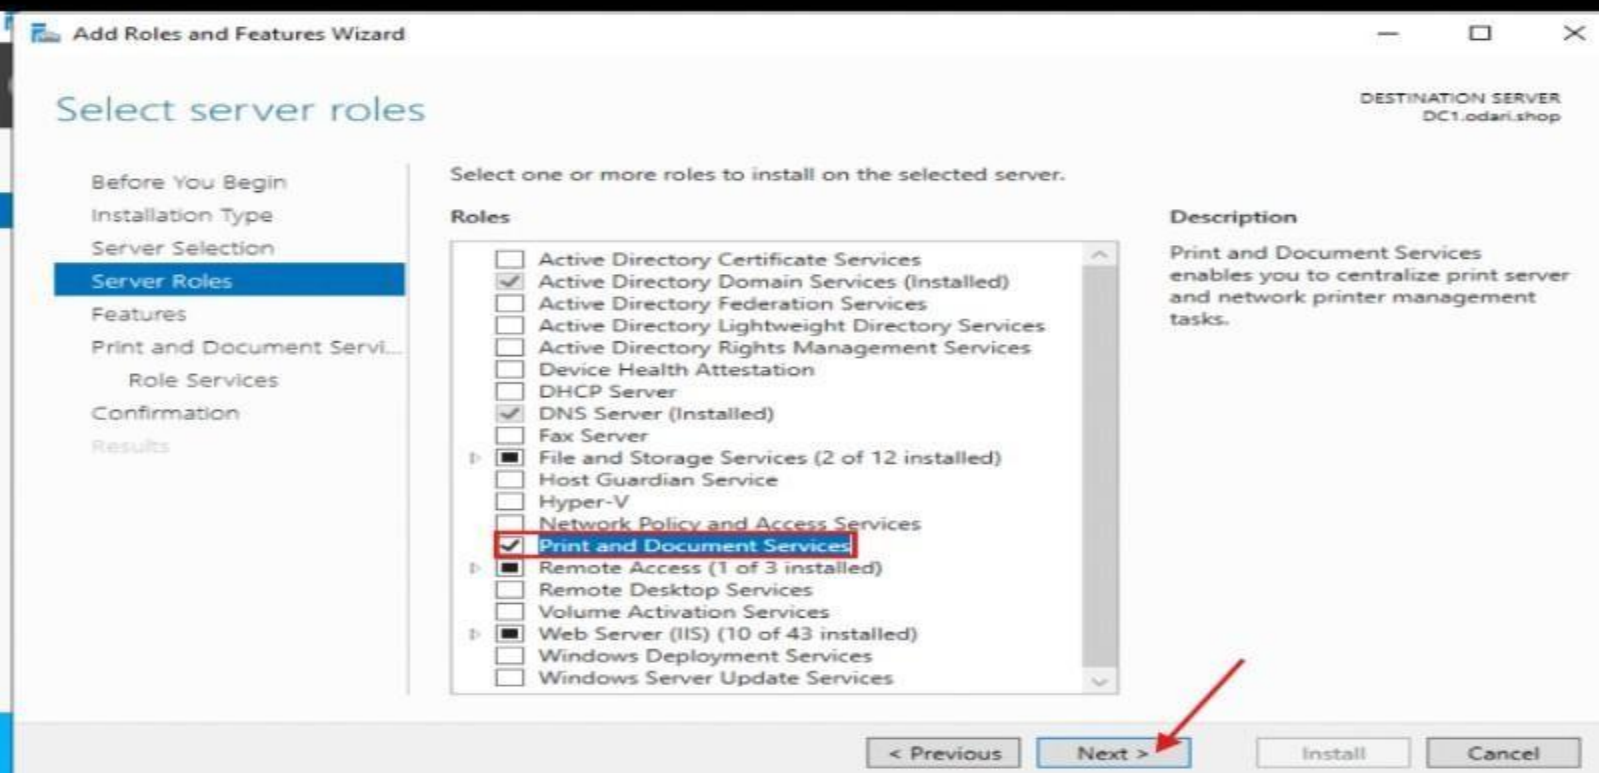 Add Roles and Features Wizard
Select server roles
DESTINATION SERVER
DC1.odari.shop
Before You Begin
Installation Type
Server Selection
Server Roles
Features
Print and Document Servi...
Role Services
Confirmation
Results
Select one or more roles to install on the selected server.
Roles
Active Directory Certificate Services
Active Directory Domain Services (Installed)
Active Directory Federation Services
Active Directory Lightweight Directory Services
Active Directory Rights Management Services
Device Health Attestation
DHCP Server
DNS Server (Installed)
Fax Server
File and Storage Services (2 of 12 installed)
Host Guardian Service
Hyper-V
Network Policy and Access Services
Print and Document Services
Remote Access (1 of 3 installed)
Remote Desktop Services
Volume Activation Services
Web Server (IIS) (10 of 43 installed)
Windows Deployment Services
Windows Server Update Services
Description
Print and Document Services
enables you to centralize print server
and network printer management
tasks.
< Previous
Next >
Install
Cancel